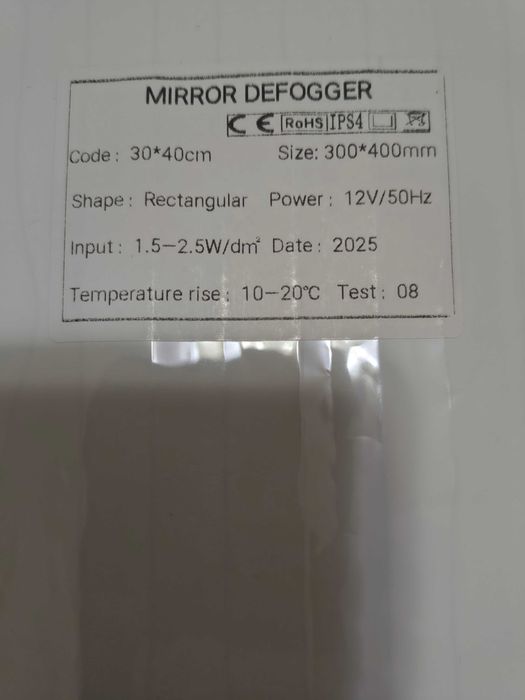 MIRROR DEFOGGER
CE RoHS IPS4
Code: 30*40cm Size: 300*400mm
Shape: Rectangular Power: 12V/50Hz
Input: 1.5-2.5W/dm² Date: 2025
Temperature rise: 10-20℃ Test: 08